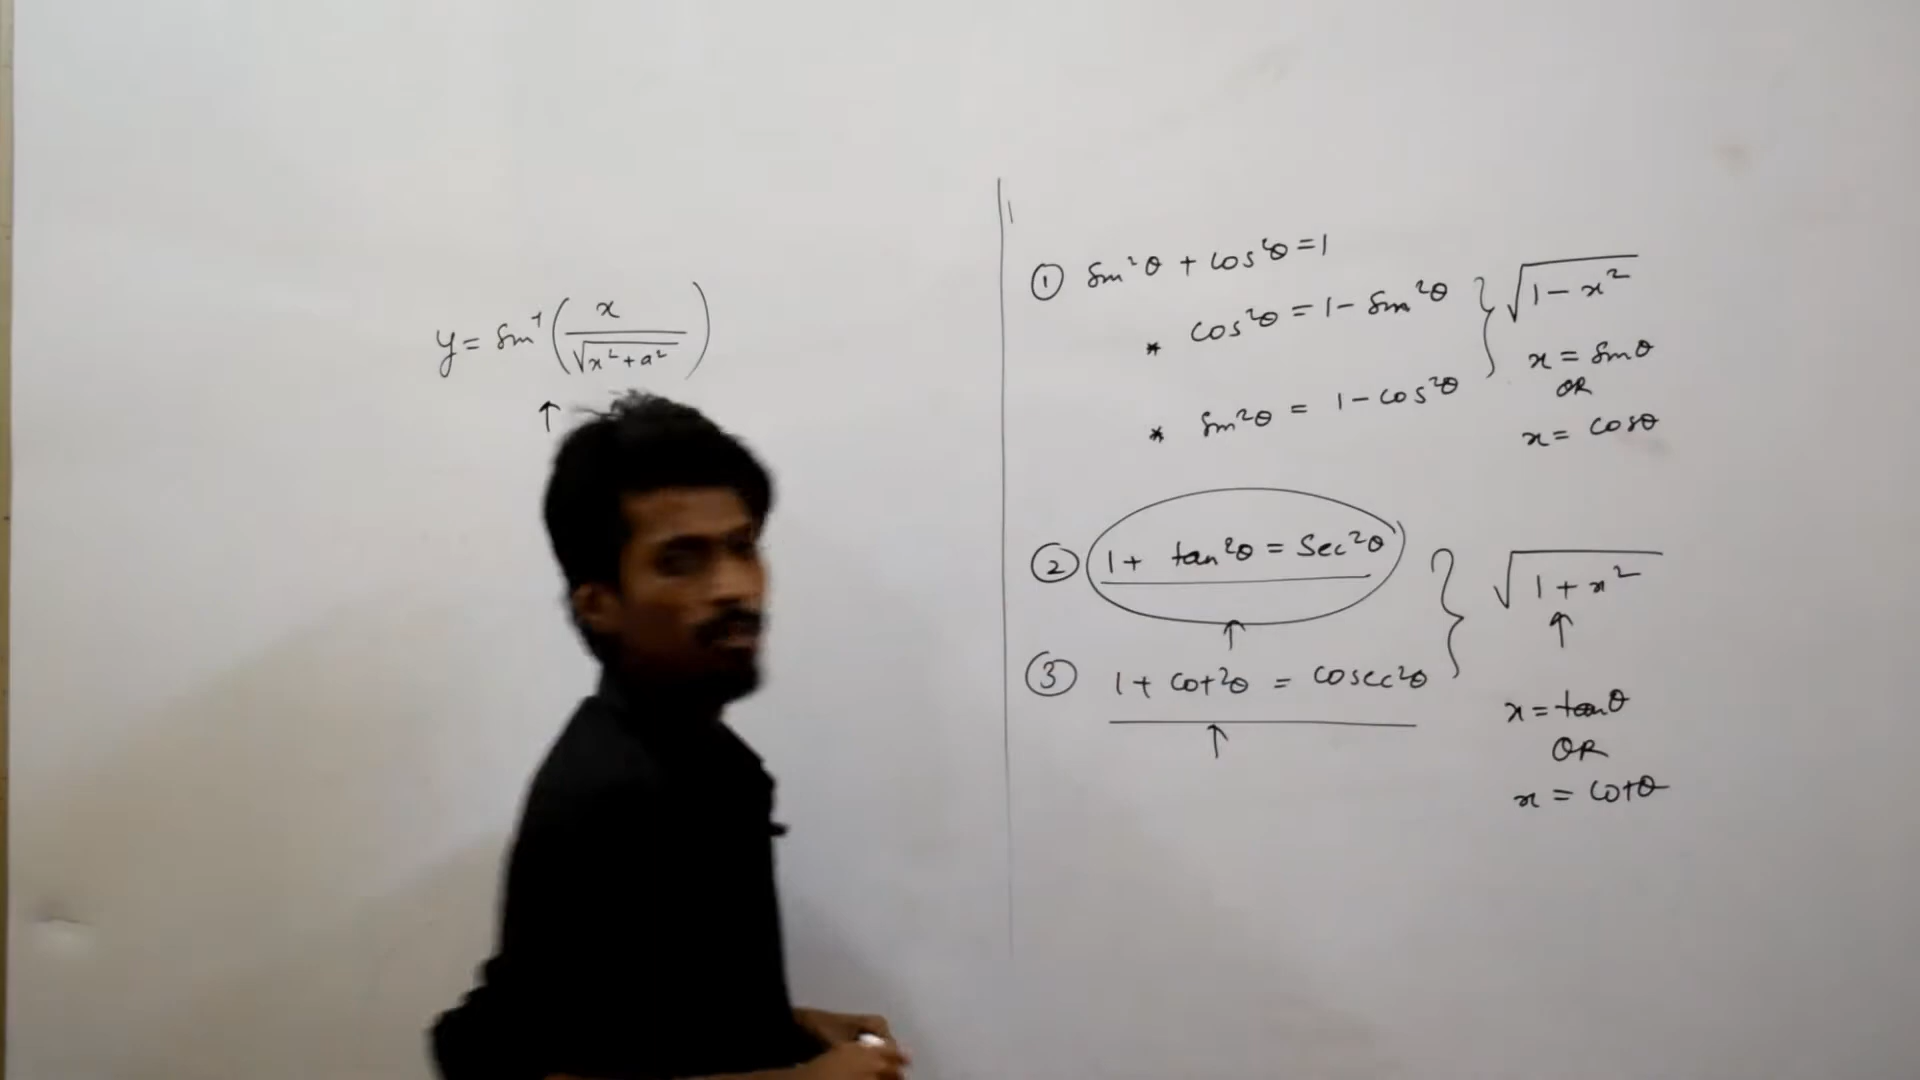 y = sin⁻¹ ( x / √x² + a² )
↑
① sin²θ + cos²θ = 1
* cos²θ = 1 - sin²θ } √1 - x²
* sin²θ = 1 - cos²θ
x = sinθ
OR
x = cosθ
② 1 + tan²θ = sec²θ } √1 + x²
↑ ↑
③ 1 + cot²θ = cosec²θ
↑
x = tanθ
OR
x = cotθ